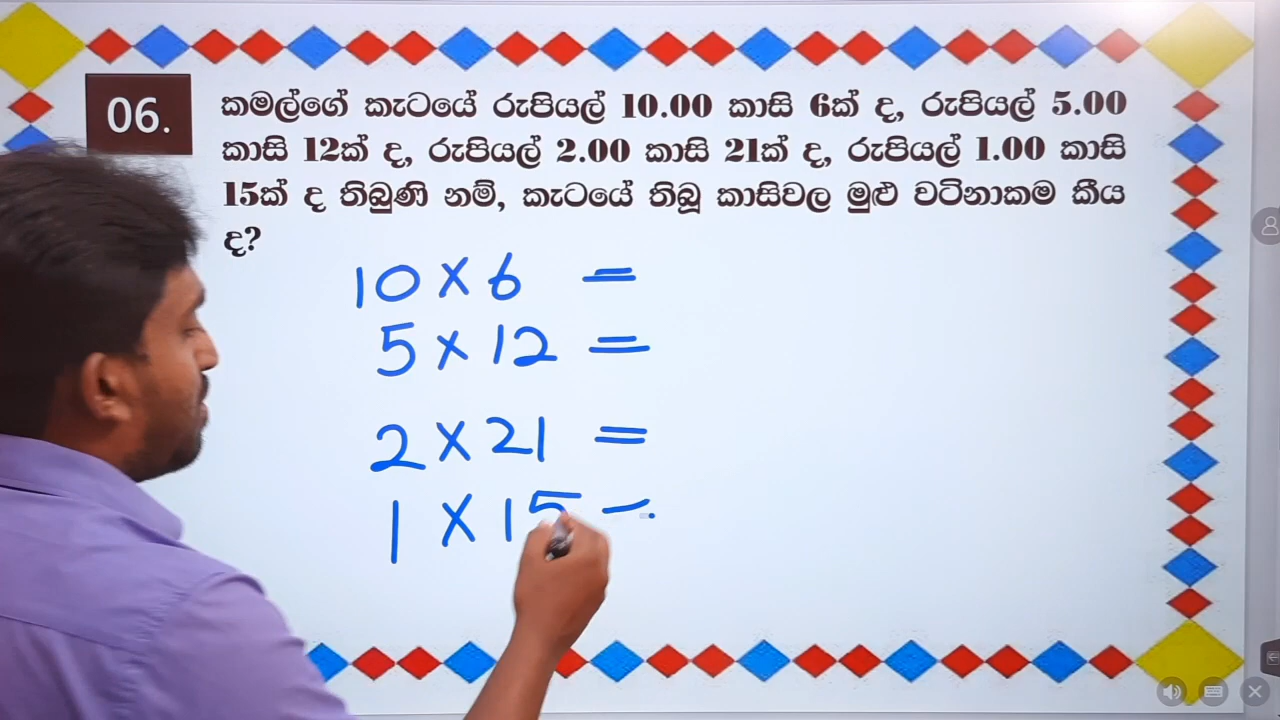 06.
කමල්ගේ කැටයේ රුපියල් 10.00 කාසි 6ක් ද, රුපියල් 5.00
කාසි 12ක් ද, රුපියල් 2.00 කාසි 21ක් ද, රුපියල් 1.00 කාසි
15ක් ද තිබුණි නම්, කැටයේ තිබූ කාසිවල මුළු වටිනාකම කීය
ද?
10 × 6 =
5 × 12 =
2 × 21 =
1 × 15 =